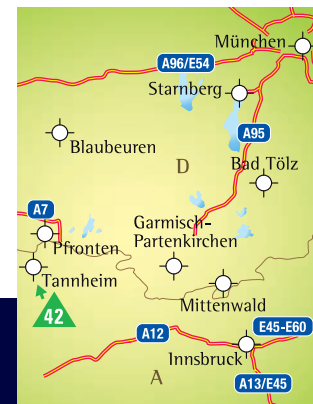 München
A96/E54
Starnberg
A95
Blaubeuren
D
Bad Tölz
A7
Garmisch-
Partenkirchen
Pfronten
Tannheim
Mittenwald
42
A12
E45-E60
Innsbruck
A
A13/E45